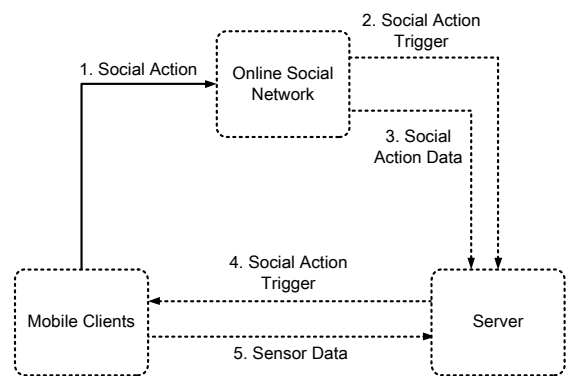 2. Social Action
Trigger
1. Social Action
Online Social
Network
3. Social
Action Data
4. Social Action
Trigger
Mobile Clients
Server
5. Sensor Data